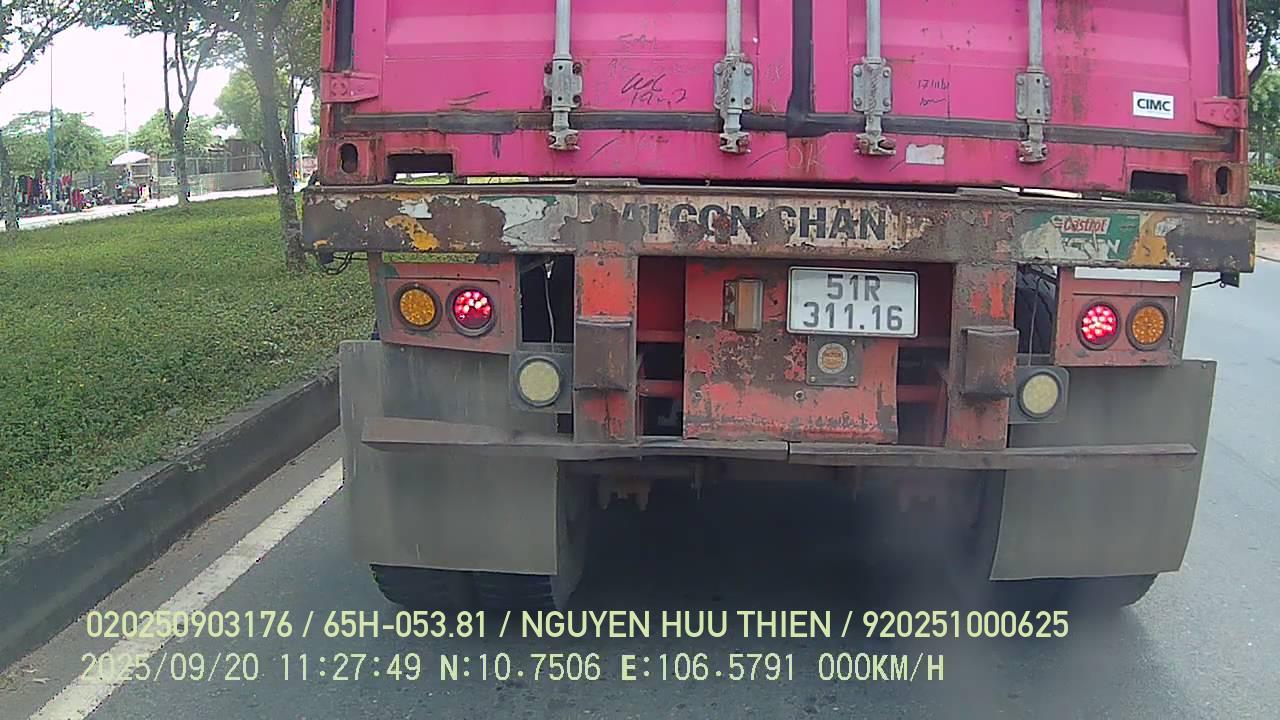 CIMC
SAI GON CHAN
Castrol
51R
311.16
020250903176 / 65H-053.81 / NGUYEN HUU THIEN / 920251000625
2025/09/20 11:27:49 N:10.7506 E:106.5791 000KM/H